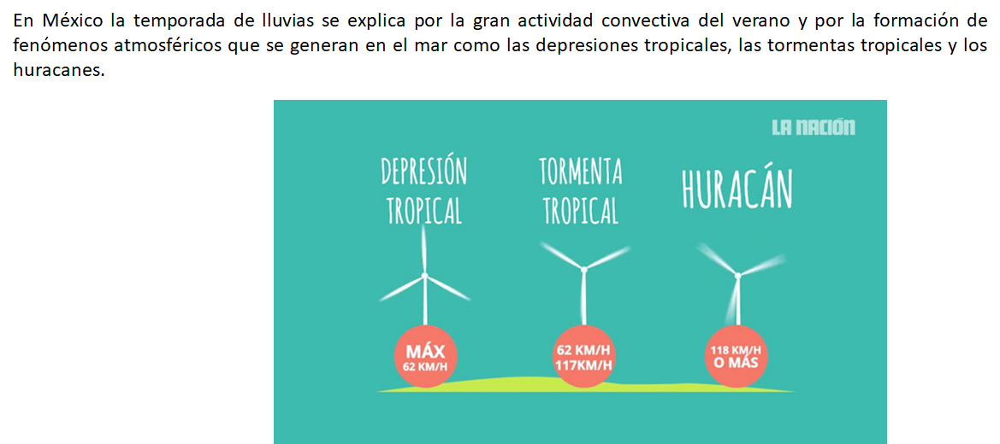 En México la temporada de lluvias se explica por la gran actividad convectiva del verano y por la formación de
fenómenos atmosféricos que se generan en el mar como las depresiones tropicales, las tormentas tropicales y los
huracanes.
LA NACIÓN
DEPRESIÓN
TROPICAL
TORMENTA
TROPICAL
HURACÁN
MÁX
62 KM/H
62 KM/H
117KM/H
118 KM/H
O MÁS